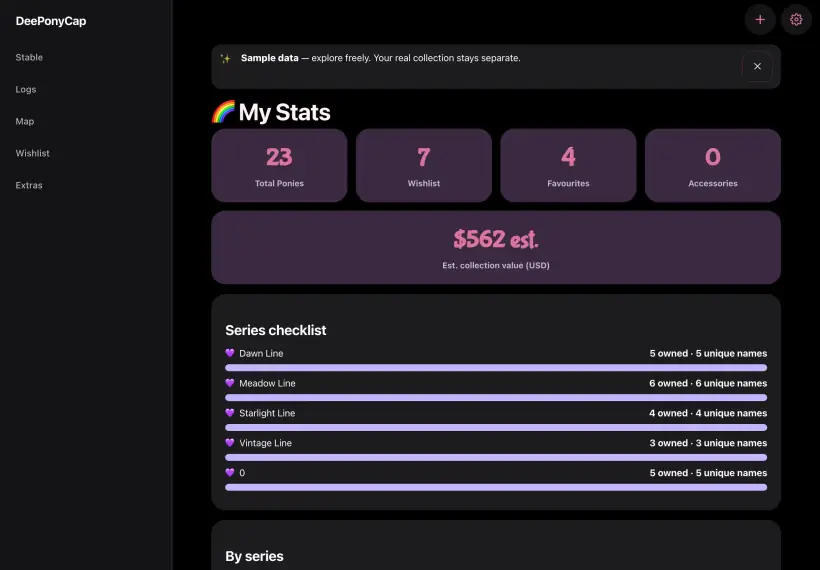 DeePonyCap
Stable
Logs
Map
Wishlist
Extras
Sample data — explore freely. Your real collection stays separate.
My Stats
23
Total Ponies
7
Wishlist
4
Favourites
0
Accessories
$562 est.
Est. collection value (USD)
Series checklist
Dawn Line 5 owned · 5 unique names
Meadow Line 6 owned · 6 unique names
Starlight Line 4 owned · 4 unique names
Vintage Line 3 owned · 3 unique names
0 5 owned · 5 unique names
By series